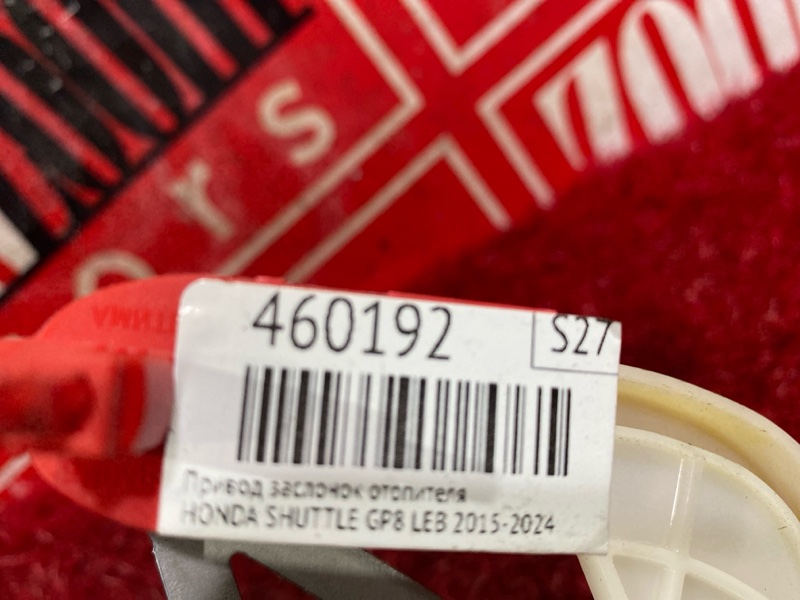 o r s
460192
S27
Привод заслонок отопителя
HONDA SHUTTLE GP8 LEB 2015-2024